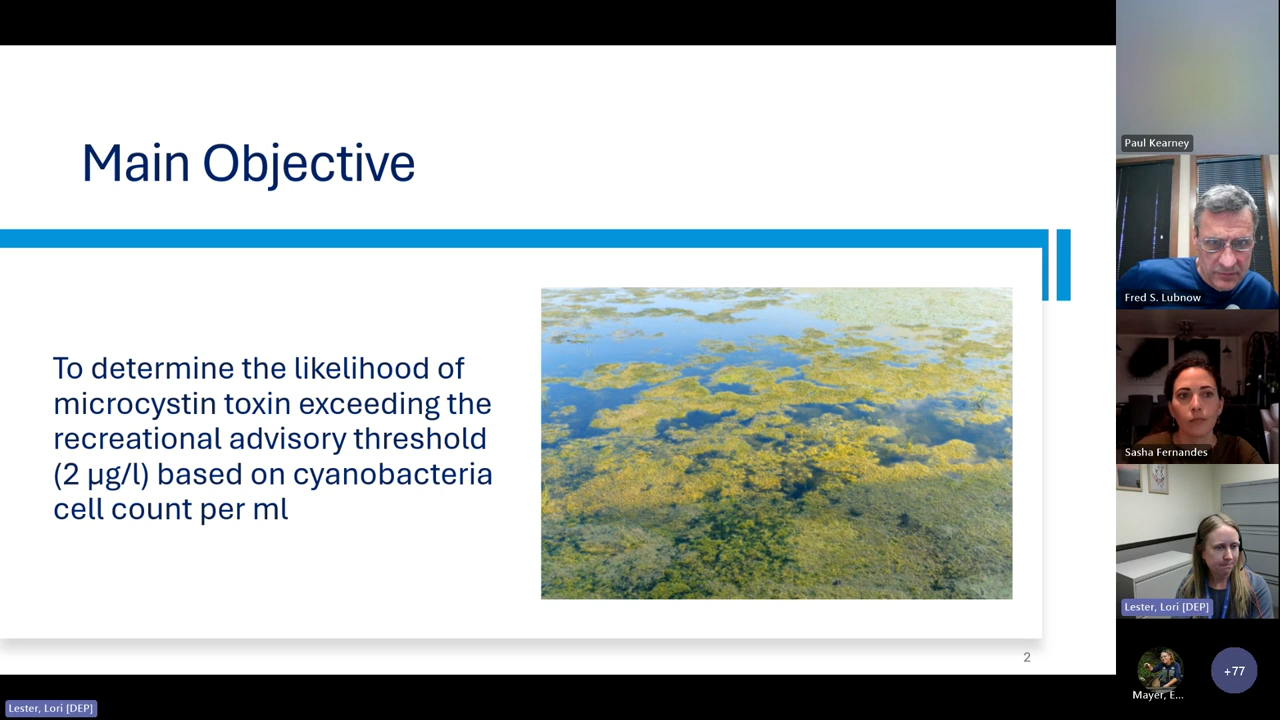 Main Objective
To determine the likelihood of
microcystin toxin exceeding the
recreational advisory threshold
(2 µg/l) based on cyanobacteria
cell count per ml
2
Paul Kearney
Fred S. Lubnow
Sasha Fernandes
Lester, Lori [DEP]
Mayer, E...
+77
Lester, Lori [DEP]